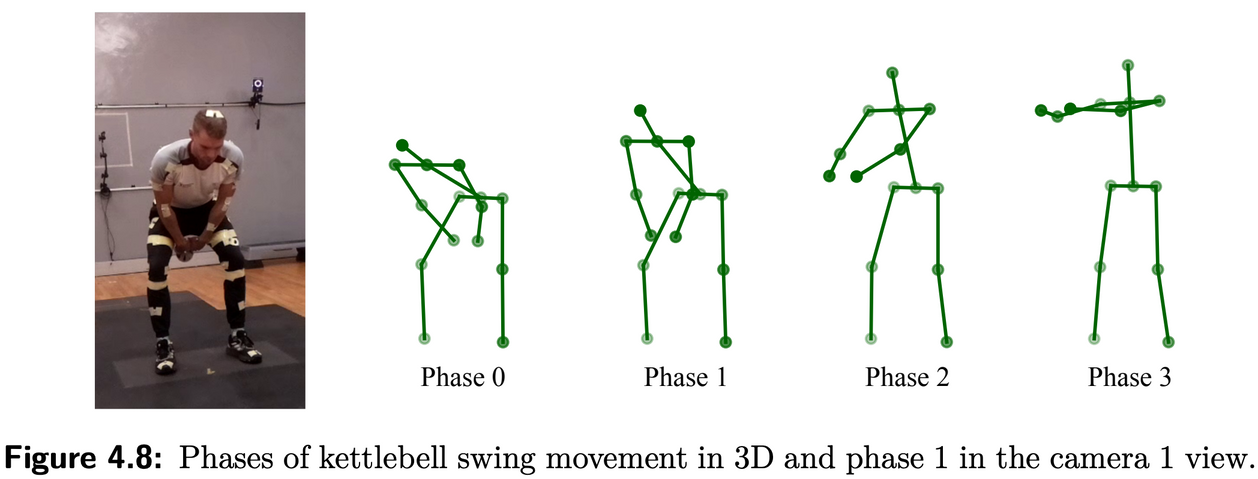 Phase 0 Phase 1 Phase 2 Phase 3
Figure 4.8: Phases of kettlebell swing movement in 3D and phase 1 in the camera 1 view.